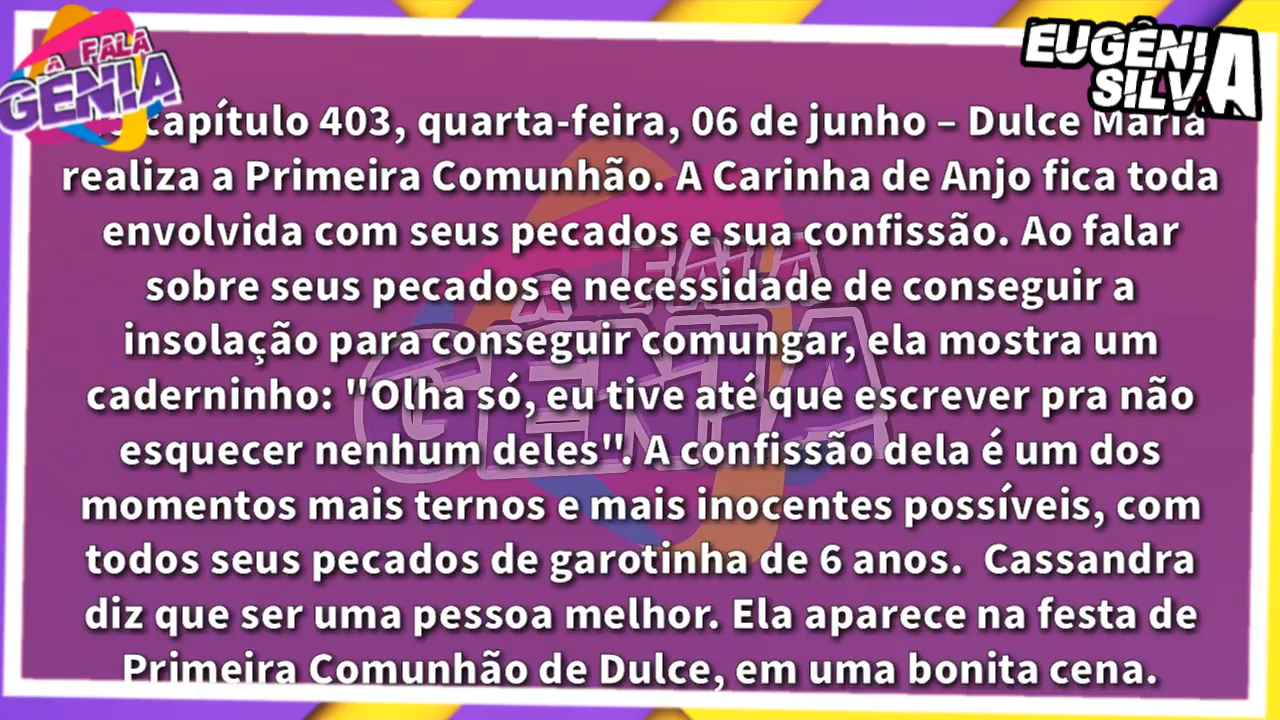 A FALA
GÊNIA
EUGÊNIA
SILVA
capítulo 403, quarta-feira, 06 de junho – Dulce Maria
realiza a Primeira Comunhão. A Carinha de Anjo fica toda
envolvida com seus pecados e sua confissão. Ao falar
sobre seus pecados e necessidade de conseguir a
insolação para conseguir comungar, ela mostra um
caderninho: "Olha só, eu tive até que escrever pra não
esquecer nenhum deles". A confissão dela é um dos
momentos mais ternos e mais inocentes possíveis, com
todos seus pecados de garotinha de 6 anos.  Cassandra
diz que ser uma pessoa melhor. Ela aparece na festa de
Primeira Comunhão de Dulce, em uma bonita cena.
A FALA
GÊNIA